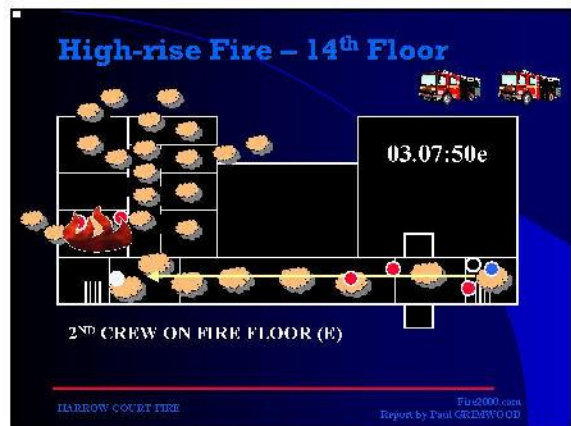 High-rise Fire – 14th Floor
03.07:50e
2ND CREW ON FIRE FLOOR (E)
HARROW COURT FIRE
Fire2000.com
Report by Paul GRIMWOOD